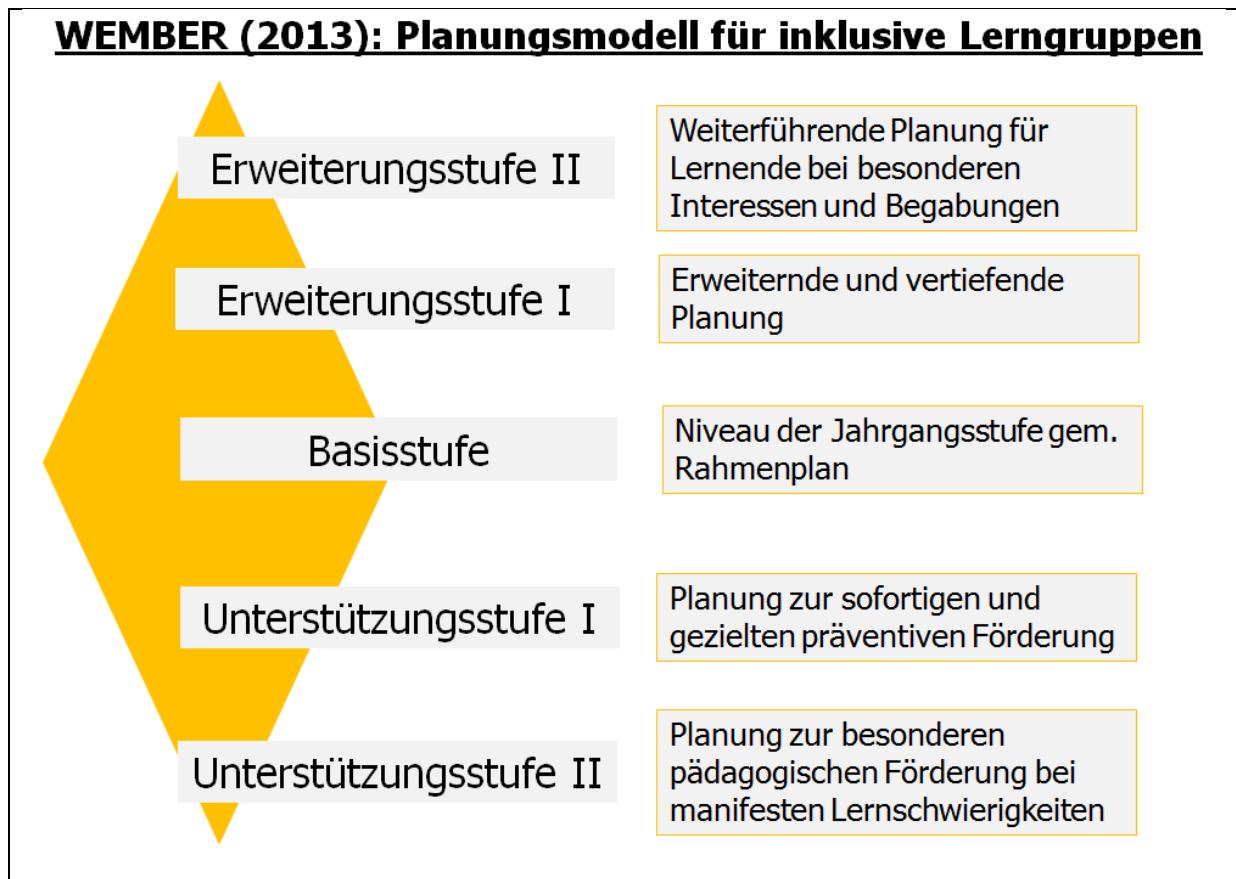 WEMBER (2013): Planungsmodell für inklusive Lerngruppen
Erweiterungsstufe II
Weiterführende Planung für
Lernende bei besonderen
Interessen und Begabungen
Erweiterungsstufe I
Erweiternde und vertiefende
Planung
Basisstufe
Niveau der Jahrgangsstufe gem.
Rahmenplan
Unterstützungsstufe I
Planung zur sofortigen und
gezielten präventiven Förderung
Unterstützungsstufe II
Planung zur besonderen
pädagogischen Förderung bei
manifesten Lernschwierigkeiten